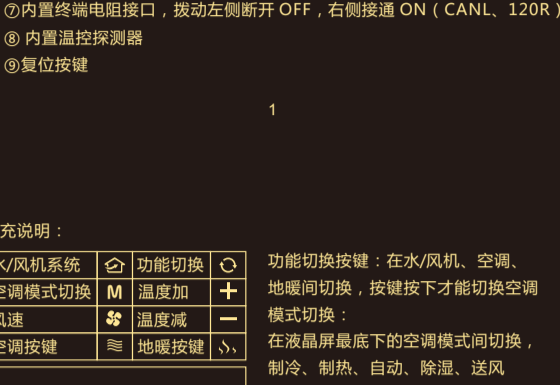 ⑦内置终端电阻接口，拨动左侧断开 OFF，右侧接通 ON（CANL、120R）
⑧ 内置温控探测器
⑨复位按键
1
充说明：
水/风机系统 功能切换
空调模式切换 M 温度加 +
风速 温度减 −
空调按键 地暖按键
功能切换按键：在水/风机、空调、
地暖间切换，按键按下才能切换空调
模式切换：
在液晶屏最底下的空调模式间切换，
制冷、制热、自动、除湿、送风